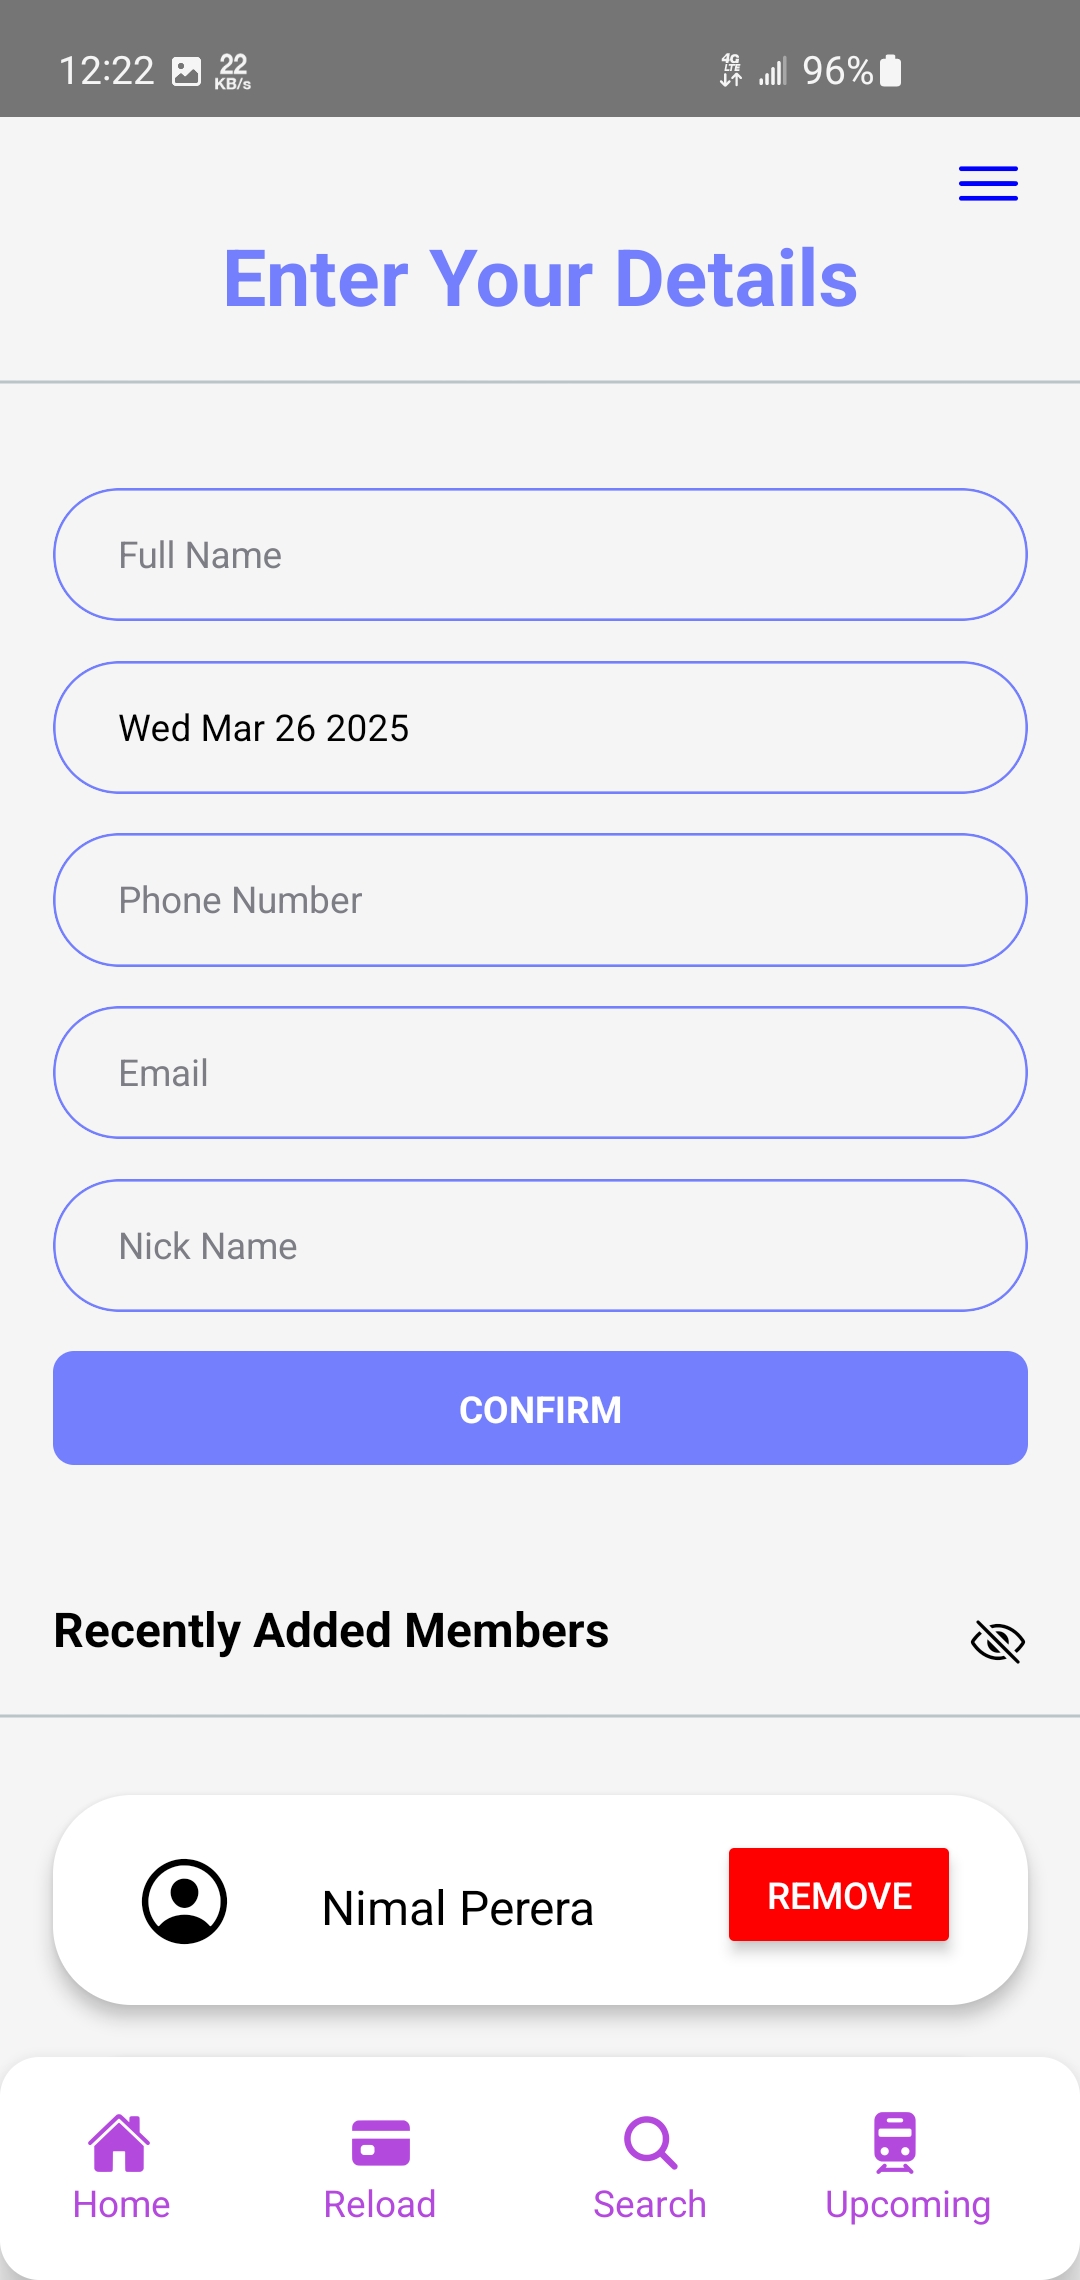 12:22 22 KB/s 4G LTE 96%
Enter Your Details
Full Name
Wed Mar 26 2025
Phone Number
Email
Nick Name
CONFIRM
Recently Added Members
Nimal Perera REMOVE
Home Reload Search Upcoming